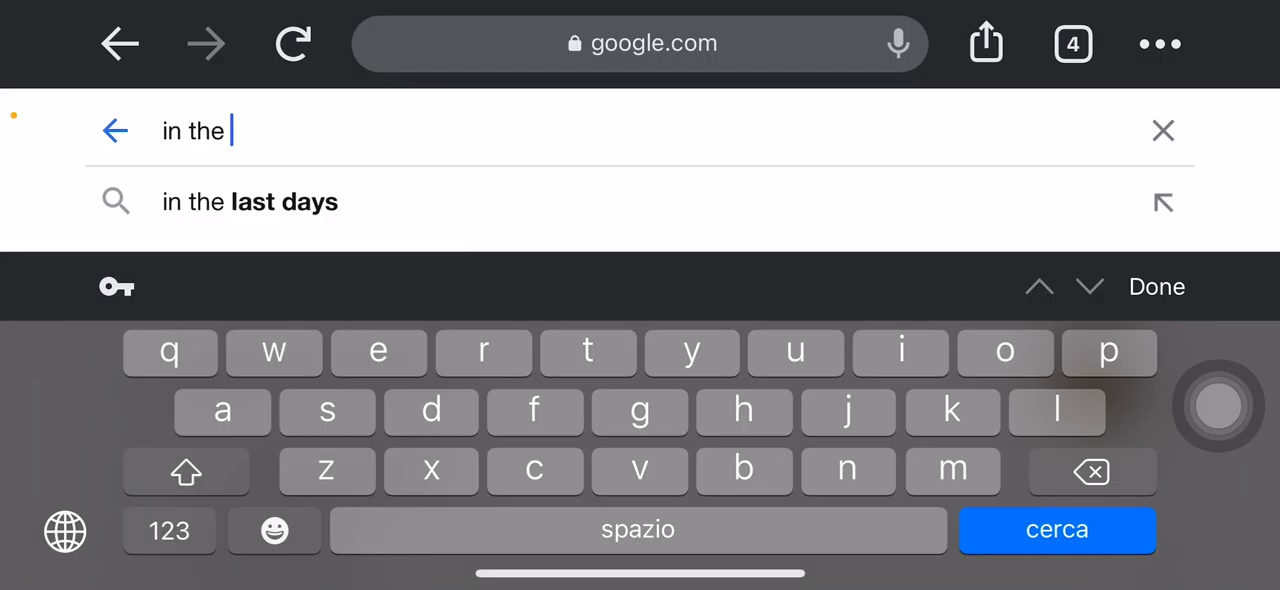 google.com
4
in the
in the last days
Done
q w e r t y u i o p
a s d f g h j k l
z x c v b n m
123 spazio cerca